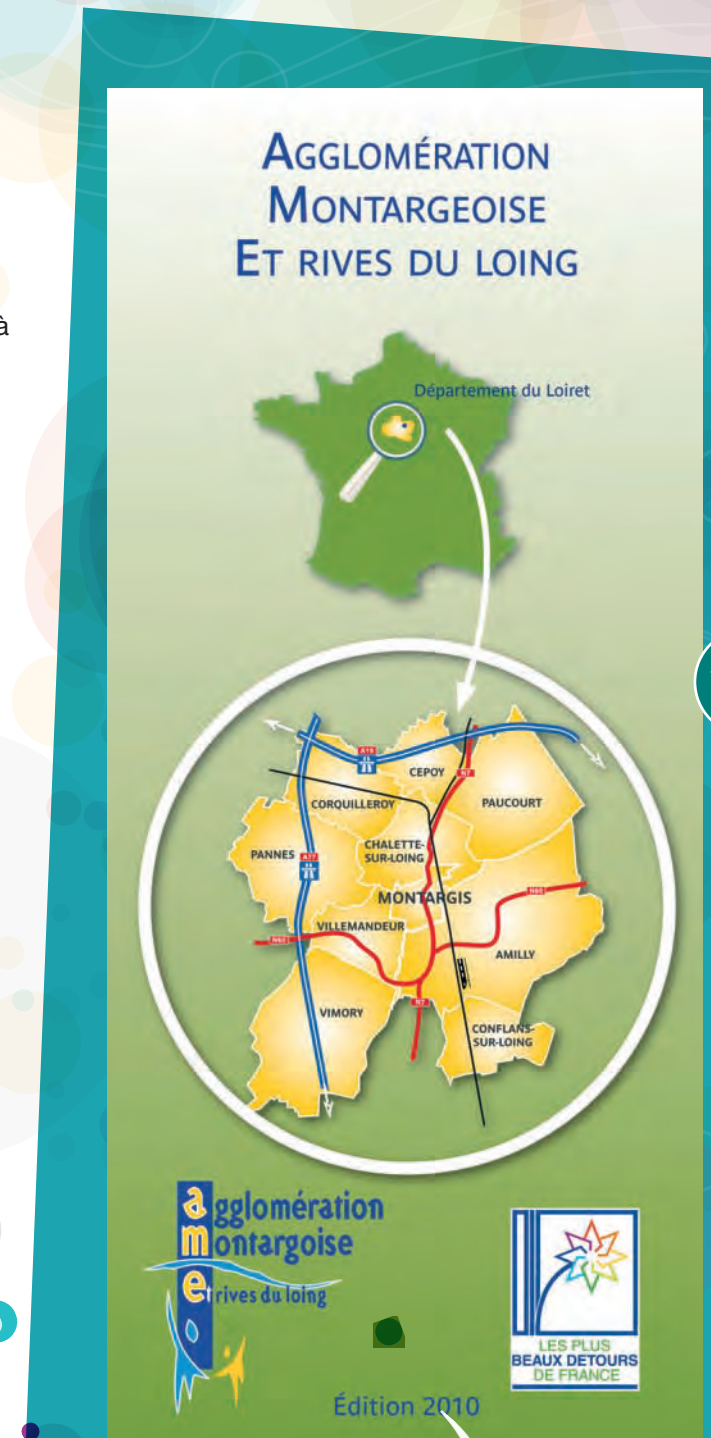 AGGLOMÉRATION
MONTARGEOISE
ET RIVES DU LOING
à
Département du Loiret
A19
CEPOY
N7
CORQUILLEROY
PAUCOURT
CHALETTE-
SUR-LOING
PANNES
A77
MONTARGIS
N60
VILLEMANDEUR
N60
AMILLY
N7
VIMORY
CONFLANS-
SUR-LOING
agglomération
montargoise
et rives du loing
LES PLUS
BEAUX DETOURS
DE FRANCE
Édition 2010